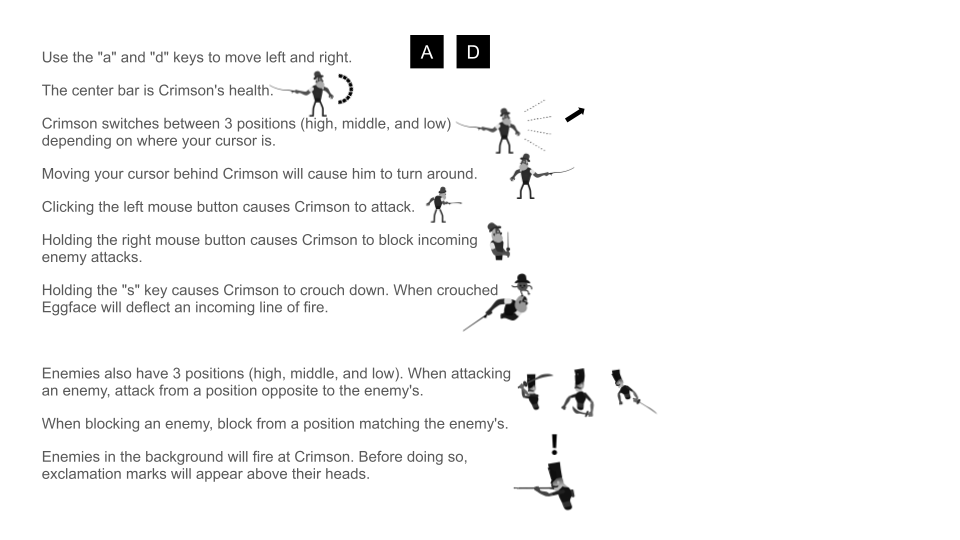 Use the "a" and "d" keys to move left and right.
A D
The center bar is Crimson's health.
Crimson switches between 3 positions (high, middle, and low)
depending on where your cursor is.
Moving your cursor behind Crimson will cause him to turn around.
Clicking the left mouse button causes Crimson to attack.
Holding the right mouse button causes Crimson to block incoming
enemy attacks.
Holding the "s" key causes Crimson to crouch down. When crouched
Eggface will deflect an incoming line of fire.
Enemies also have 3 positions (high, middle, and low). When attacking
an enemy, attack from a position opposite to the enemy's.
When blocking an enemy, block from a position matching the enemy's.
!
Enemies in the background will fire at Crimson. Before doing so,
exclamation marks will appear above their heads.